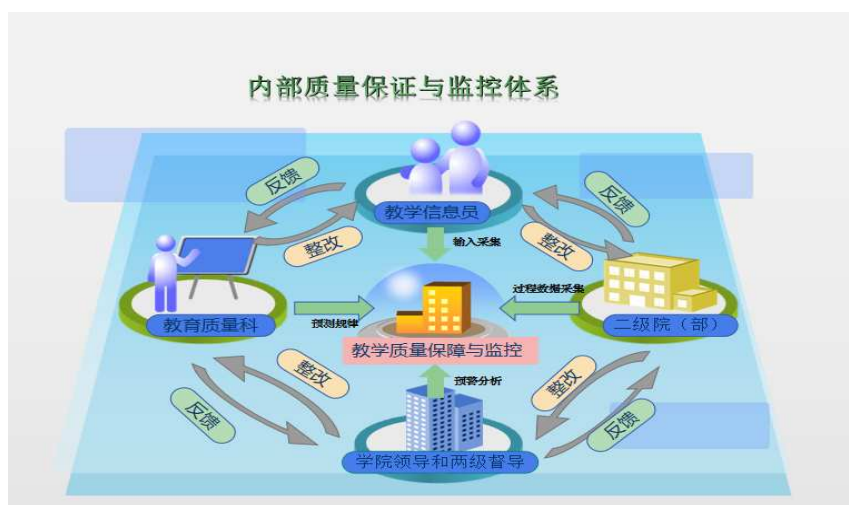 内部质量保证与监控体系
反馈
反馈
教学信息员
整改
整改
输入采集
过程数据采集
教育质量科
预测规律
二级院（部）
教学质量保障与监控
整改
预警分析
整改
反馈
反馈
学院领导和两级督导